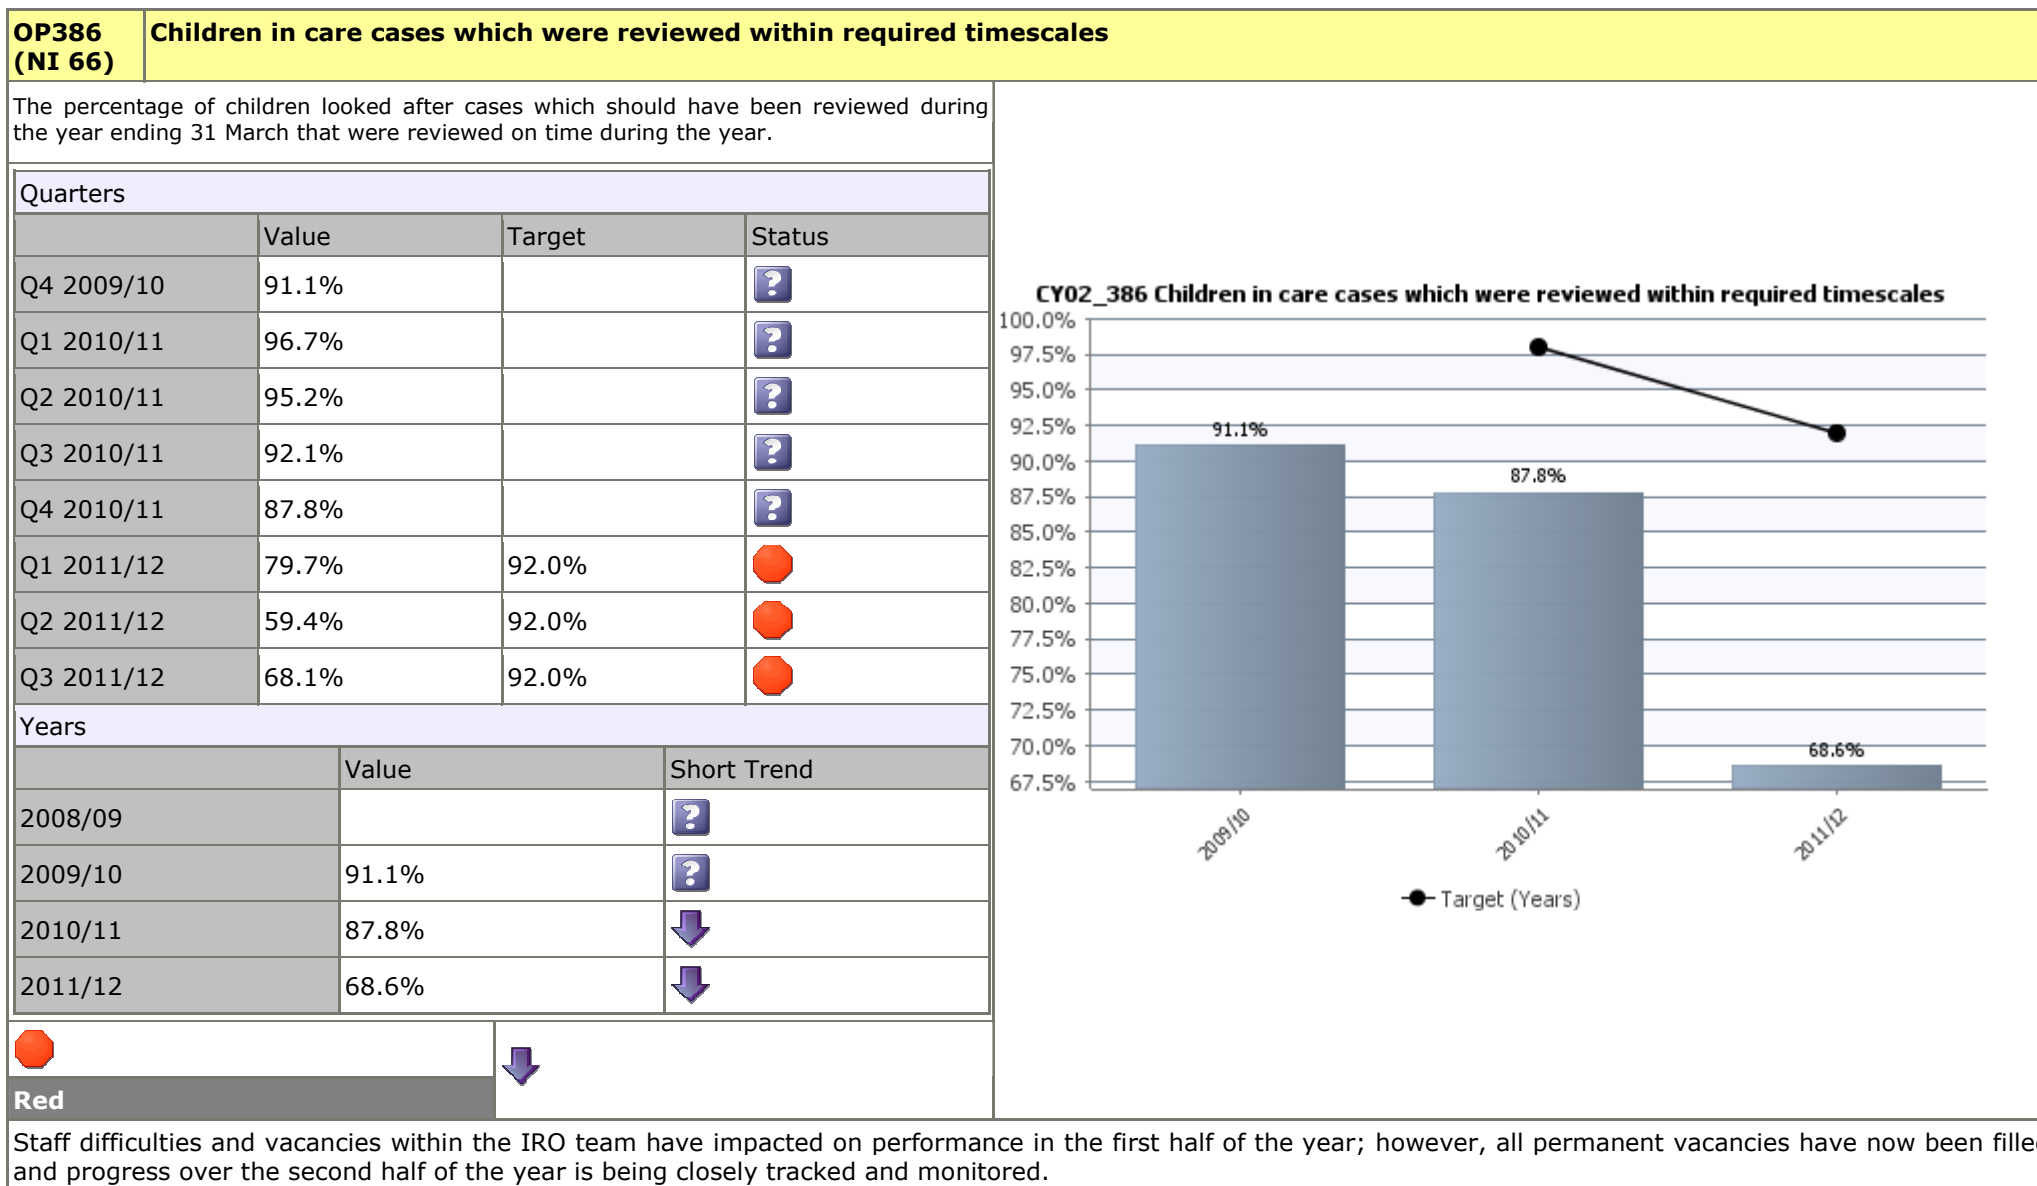 OP386
(NI 66)
Children in care cases which were reviewed within required timescales
The percentage of children looked after cases which should have been reviewed during
the year ending 31 March that were reviewed on time during the year.
Quarters
Value Target Status
Q4 2009/10 91.1%
Q1 2010/11 96.7%
Q2 2010/11 95.2%
Q3 2010/11 92.1%
Q4 2010/11 87.8%
Q1 2011/12 79.7% 92.0%
Q2 2011/12 59.4% 92.0%
Q3 2011/12 68.1% 92.0%
Years
Value Short Trend
2008/09
2009/10 91.1%
2010/11 87.8%
2011/12 68.6%
Red
CY02_386 Children in care cases which were reviewed within required timescales
100.0%
97.5%
95.0%
92.5%
90.0%
87.5%
85.0%
82.5%
80.0%
77.5%
75.0%
72.5%
70.0%
67.5%
91.1%
87.8%
68.6%
2009/10
2010/11
2011/12
Target (Years)
Staff difficulties and vacancies within the IRO team have impacted on performance in the first half of the year; however, all permanent vacancies have now been fille
and progress over the second half of the year is being closely tracked and monitored.